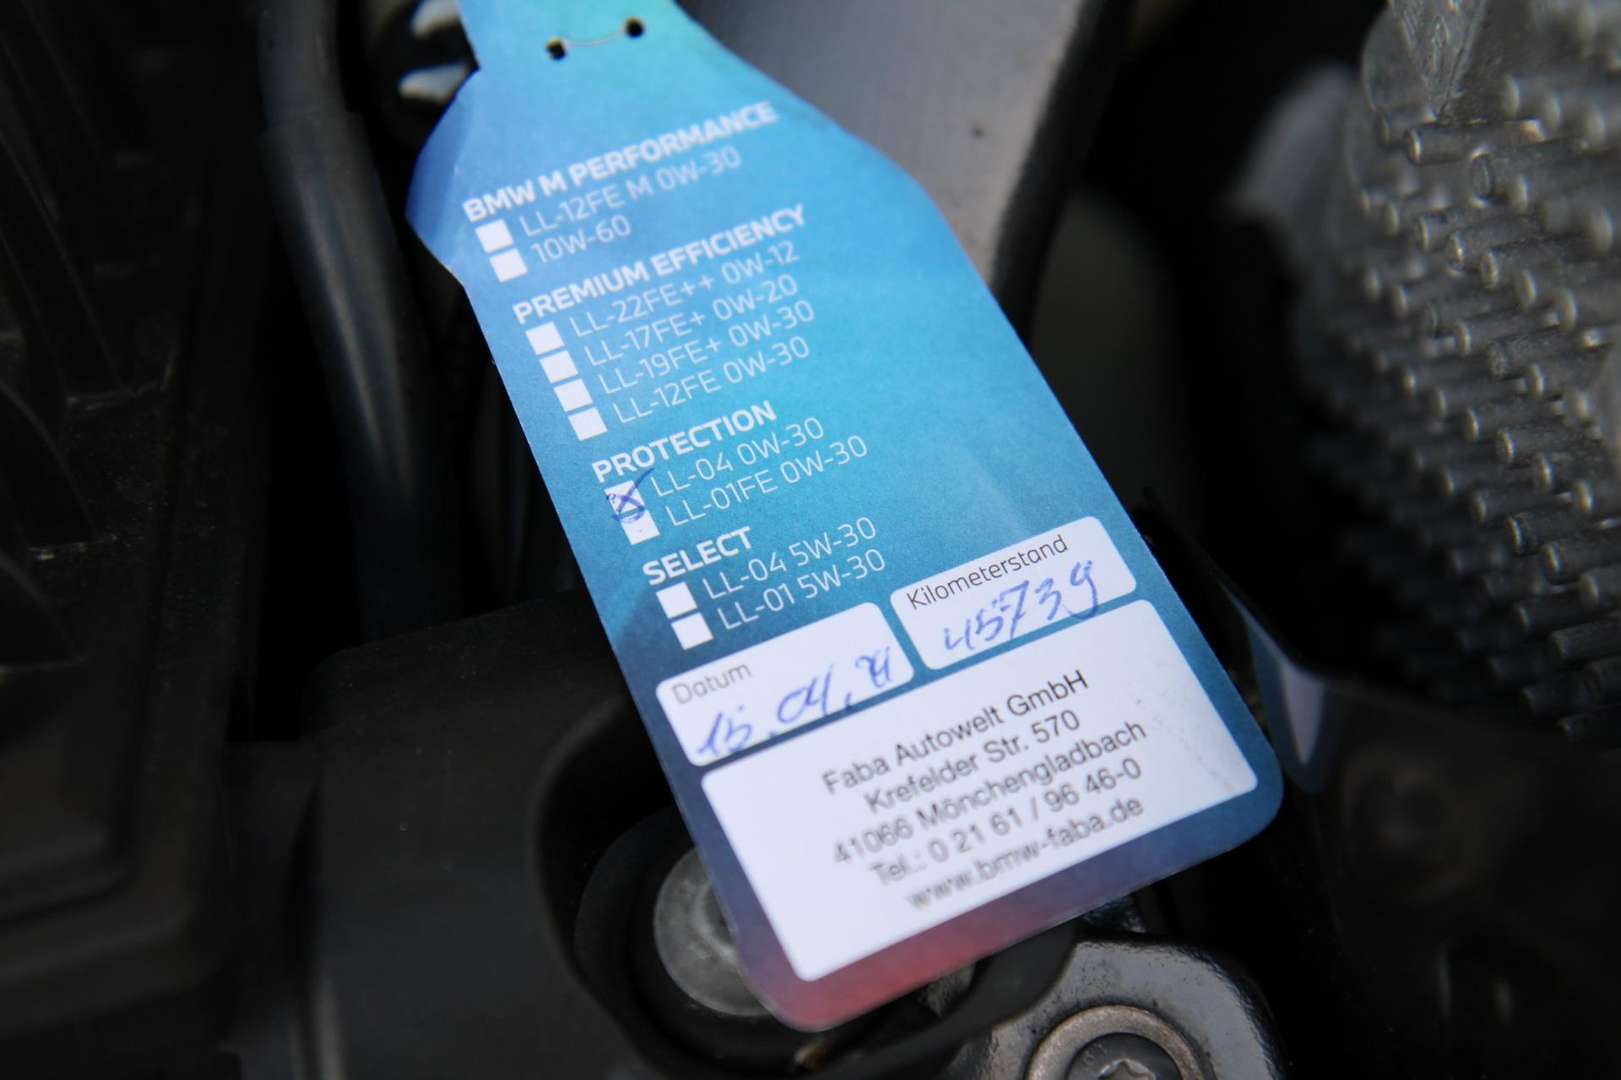 BMW M PERFORMANCE
LL-12FE M 0W-30
10W-60
PREMIUM EFFICIENCY
LL-22FE++ 0W-12
LL-17FE+ 0W-20
LL-19FE+ 0W-30
LL-12FE 0W-30
PROTECTION
LL-04 0W-30
LL-01FE 0W-30
SELECT
LL-04 5W-30
LL-01 5W-30
Datum
15.04.
Kilometerstand
45739
Faba Autowelt GmbH
Krefelder Str. 570
41066 Mönchengladbach
Tel.: 0 21 61 / 96 46-0
www.bmw-faba.de